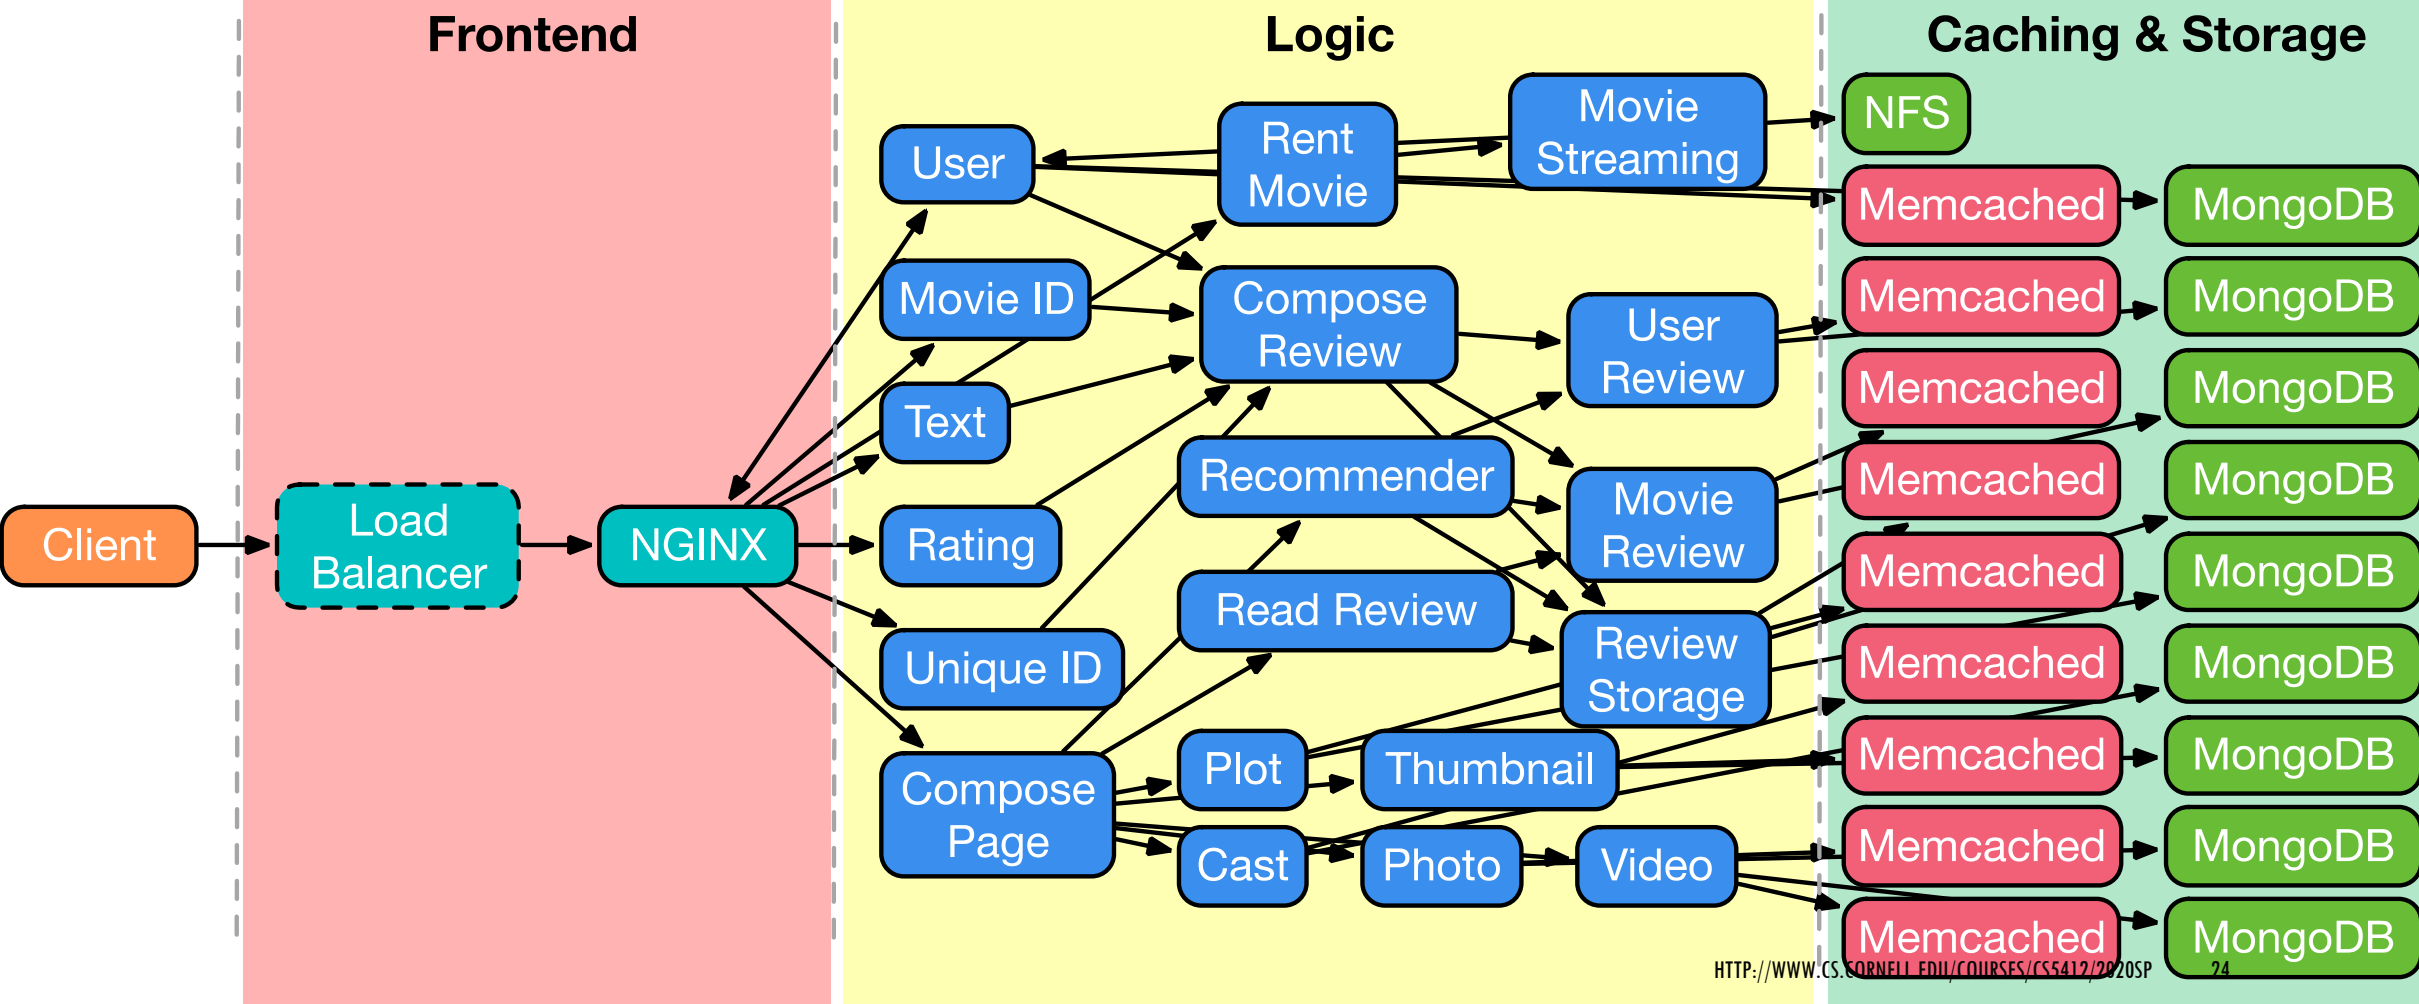 Frontend
Logic
Caching & Storage
Client
Load
Balancer
NGINX
User
Movie ID
Text
Rating
Unique ID
Compose
Page
Rent
Movie
Compose
Review
Recommender
Read Review
Plot
Thumbnail
Cast
Photo
Video
Movie
Streaming
User
Review
Movie
Review
Review
Storage
NFS
Memcached
MongoDB
Memcached
MongoDB
Memcached
MongoDB
Memcached
MongoDB
Memcached
MongoDB
Memcached
MongoDB
Memcached
MongoDB
Memcached
MongoDB
Memcached
MongoDB
HTTP://WWW.CS.CORNELL.EDU/COURSES/CS5412/2020SP
24